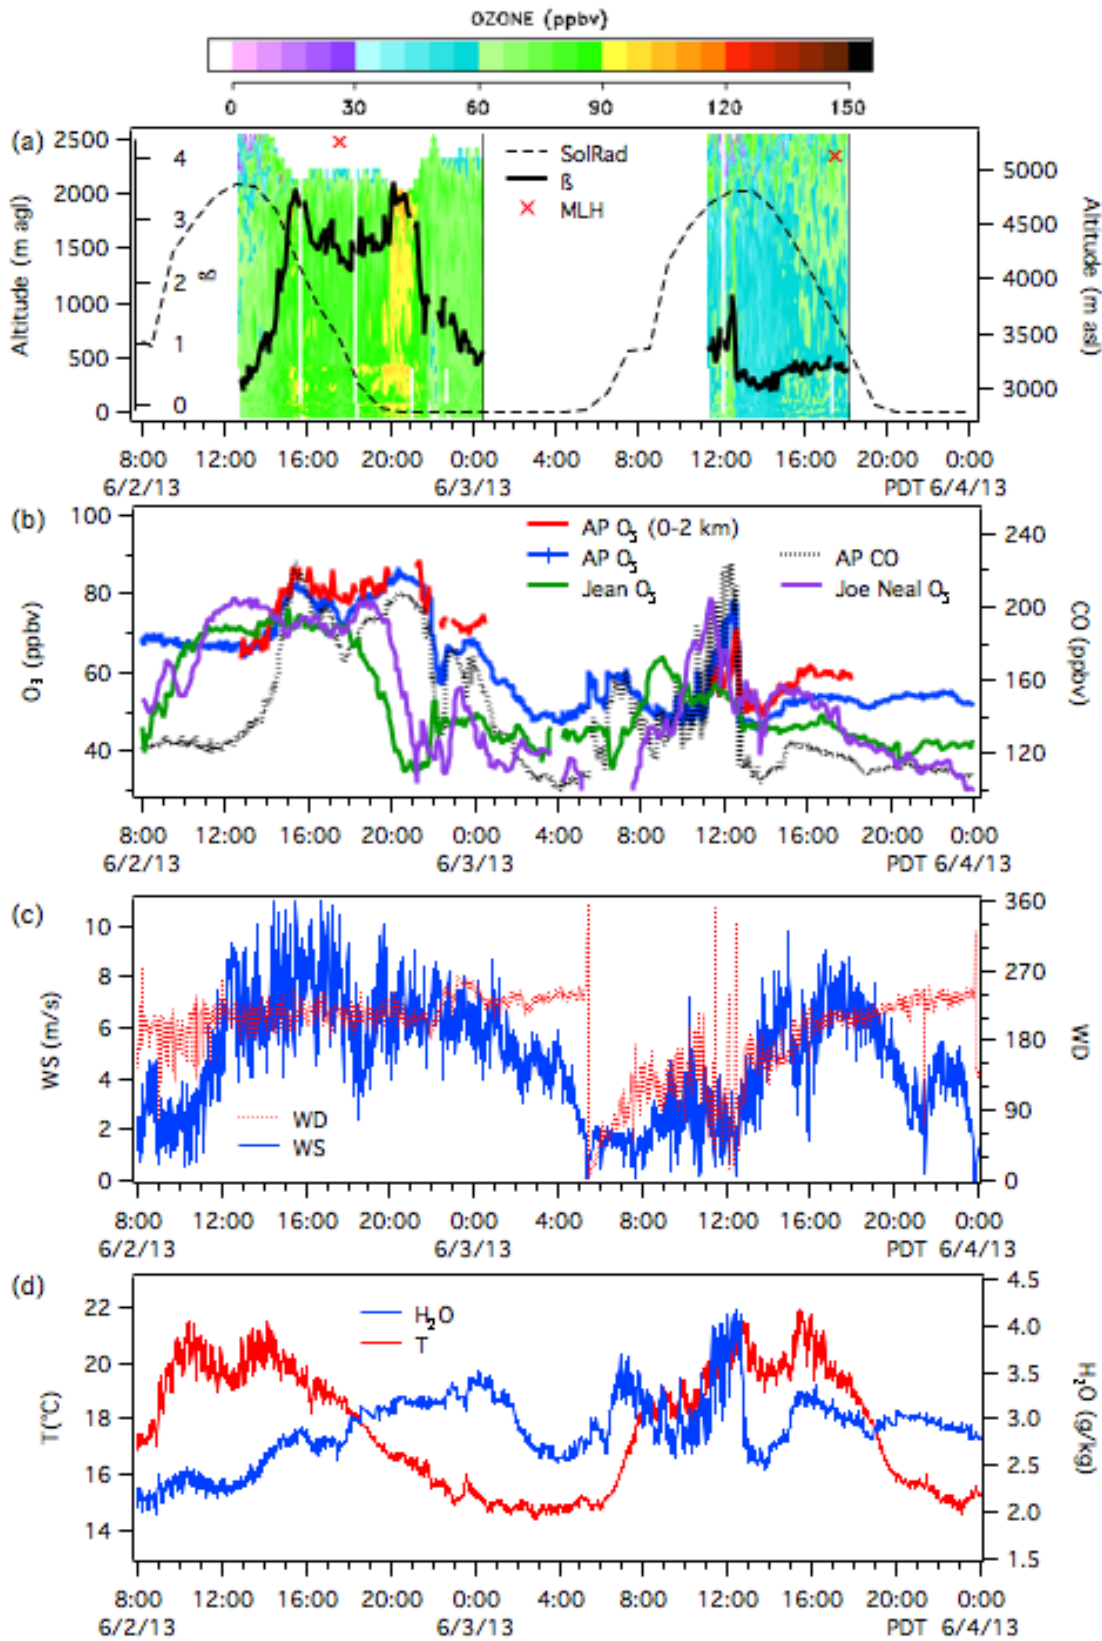 OZONE (ppbv)
0 30 60 90 120 150
(a) 2500 2000 1500 1000 500 0
Altitude (m agl)
4 3 2 1 0
ß
SolRad
ß
MLH
5000 4500 4000 3500 3000
Altitude (m asl)
8:00 12:00 16:00 20:00 0:00 4:00 8:00 12:00 16:00 20:00 0:00
6/2/13 6/3/13 PDT 6/4/13
(b) 100 80 60 40
O3 (ppbv)
AP O3 (0-2 km)
AP O3 AP CO
Jean O3 Joe Neal O3
240 200 160 120
CO (ppbv)
8:00 12:00 16:00 20:00 0:00 4:00 8:00 12:00 16:00 20:00 0:00
6/2/13 6/3/13 PDT 6/4/13
(c) 10 8 6 4 2 0
WS (m/s)
WD
WS
360 270 180 90 0
WD
8:00 12:00 16:00 20:00 0:00 4:00 8:00 12:00 16:00 20:00 0:00
6/2/13 6/3/13 PDT 6/4/13
(d) 22 20 18 16 14
T(°C)
H2O
T
4.5 4.0 3.5 3.0 2.5 2.0 1.5
H2O (g/kg)
8:00 12:00 16:00 20:00 0:00 4:00 8:00 12:00 16:00 20:00 0:00
6/2/13 6/3/13 PDT 6/4/13